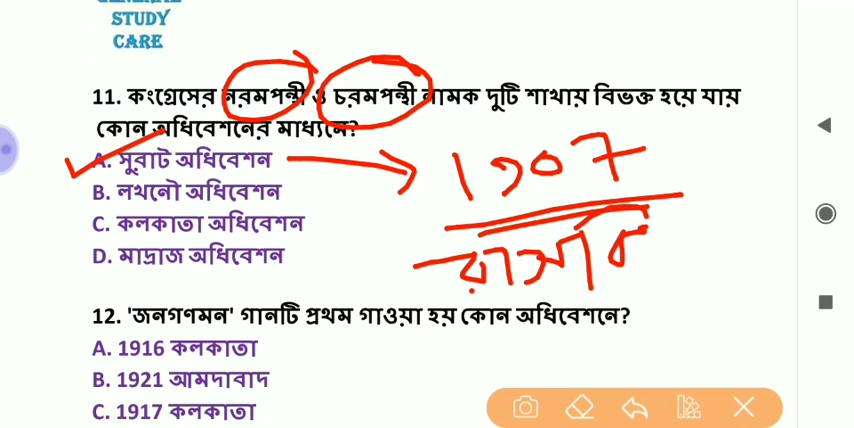 GENERAL
STUDY
CARE
11. কংগ্রেসের নরমপন্থী ও চরমপন্থী নামক দুটি শাখায় বিভক্ত হয়ে যায়
কোন অধিবেশনের মাধ্যমে?
A. সুরাট অধিবেশন
1907
B. লখনৌ অধিবেশন
C. কলকাতা অধিবেশন
D. মাদ্রাজ অধিবেশন
12. 'জনগণমন' গানটি প্রথম গাওয়া হয় কোন অধিবেশনে?
A. 1916 কলকাতা
B. 1921 আমদাবাদ
C. 1917 কলকাতা